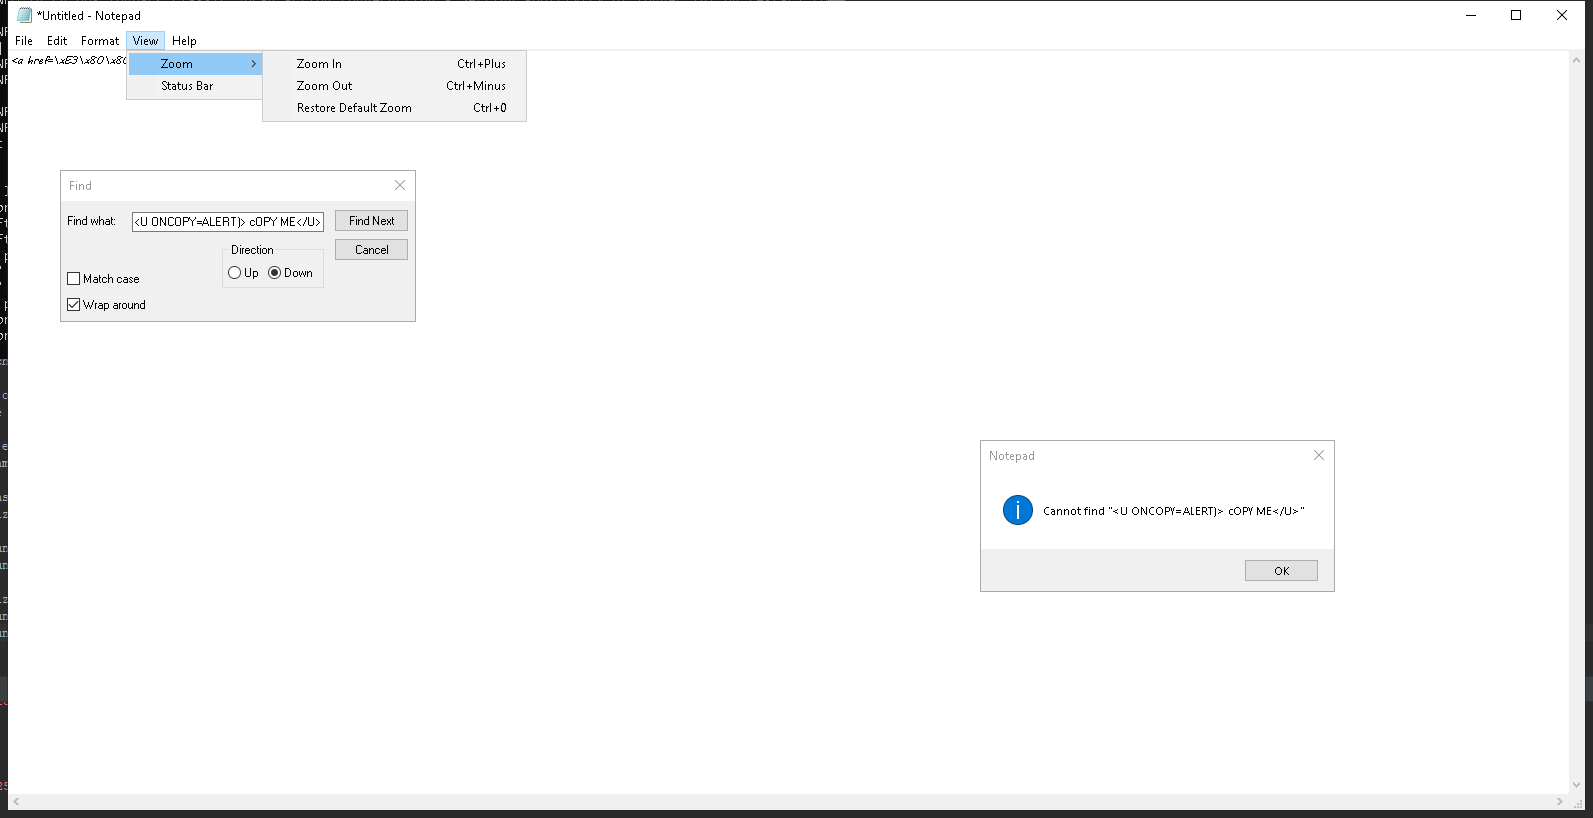 *Untitled - Notepad
File Edit Format View Help
<a href=\xE3\x80\x80
Zoom
Status Bar
Zoom In Ctrl+Plus
Zoom Out Ctrl+Minus
Restore Default Zoom Ctrl+0
Find
Find what: <U ONCOPY=ALERT)> cOPY ME</U> Find Next
Direction Cancel
Up Down
Match case
Wrap around
Notepad
Cannot find "<U ONCOPY=ALERT)> cOPY ME</U>"
OK